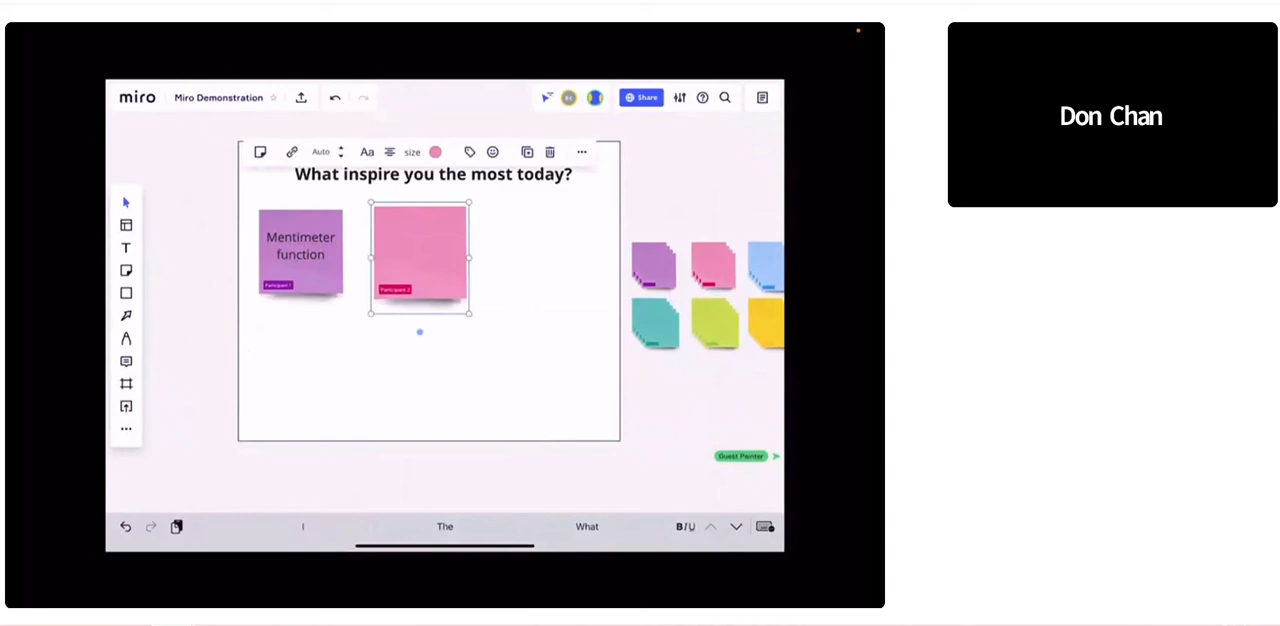 miro
Miro Demonstration
Share
Auto
Aa
size
What inspire you the most today?
Mentimeter
function
Participant 1
Participant 2
Guest Painter
I
The
What
B/U
Don Chan